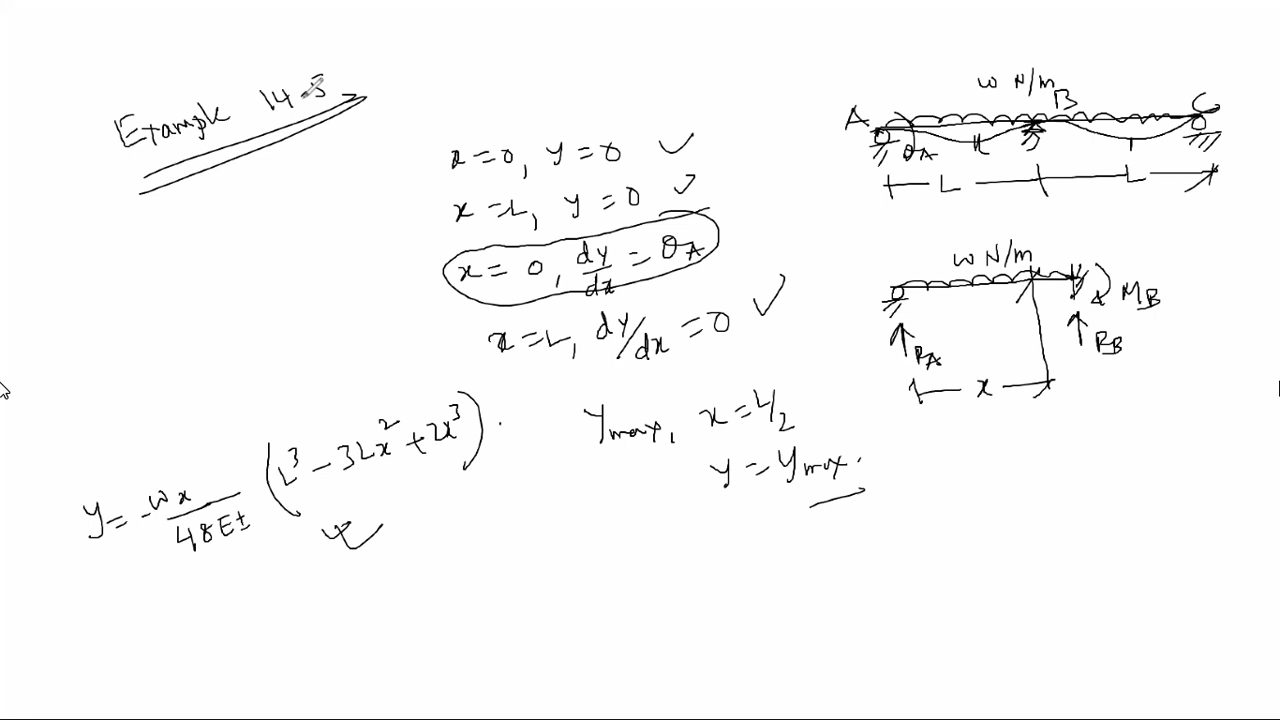 Example 14.5
x=0, y=0
x=L, y=0
x=0, dy/dx=θA
x=L, dy/dx=0
y=-wx/48EI (L³-3Lx²+2x³).
ymax, x=L/2
y=ymax.
w N/m
A B C
θA
L L
w N/m
x
MB
RA RB
x